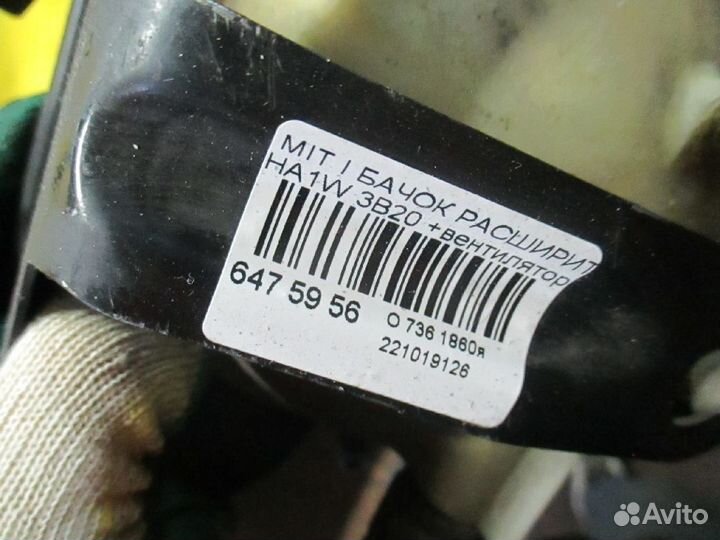 MIT I БАЧОК РАСШИРИТ
HA1W 3B20 +вентилятор
647 59 56
O 736 1860я
221019126
Avito